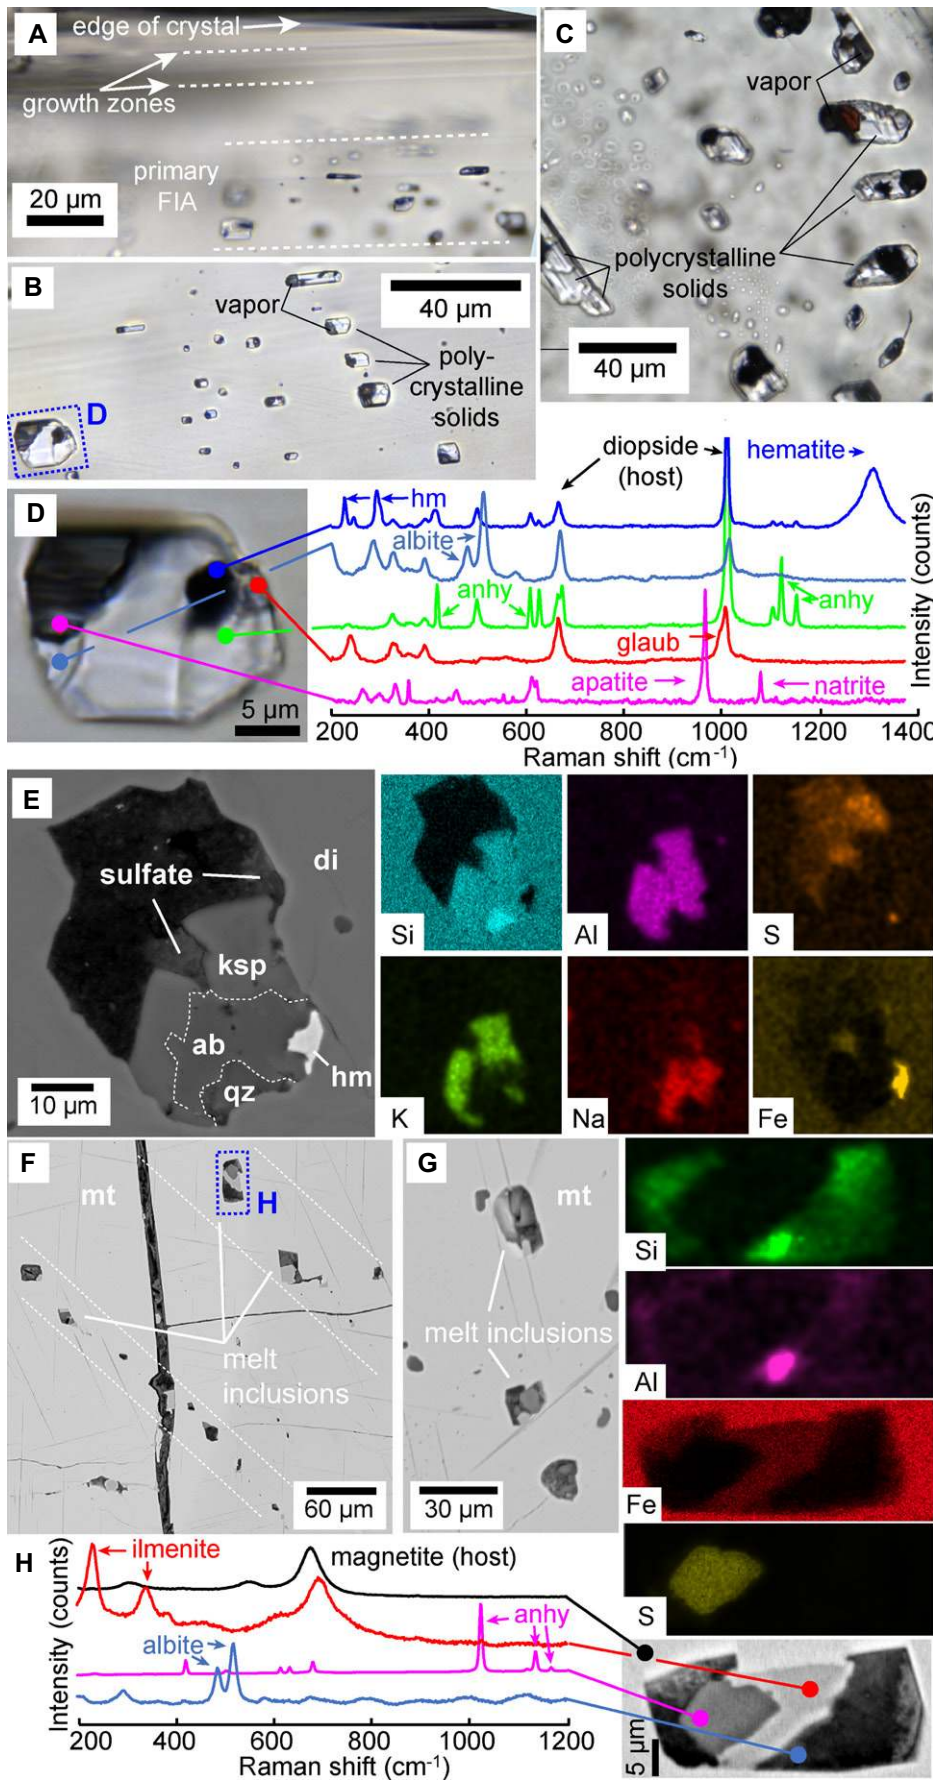 A
edge of crystal
growth zones
primary
FIA
20 µm
B
vapor
40 µm
poly-
crystalline
solids
D
C
vapor
polycrystalline
solids
40 µm
D
5 µm
diopside
(host)
hematite
hm
albite
anhy
anhy
glaub
apatite
natrite
Intensity (counts)
200 400 600 800 1000 1200 1400
Raman shift (cm-1)
E
sulfate
di
ksp
ab
qz
hm
10 µm
Si
Al
S
K
Na
Fe
F
mt
H
melt
inclusions
60 µm
G
mt
melt inclusions
30 µm
Si
Al
Fe
S
H
ilmenite
magnetite (host)
anhy
albite
Intensity (counts)
200 400 600 800 1000 1200
Raman shift (cm-1)
5 µm